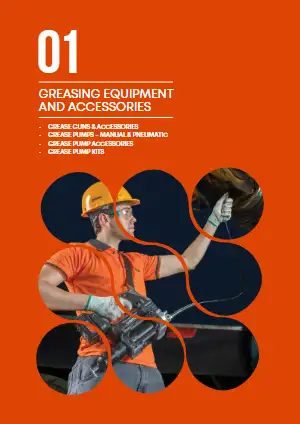 01
GREASING EQUIPMENT
AND ACCESSORIES
- GREASE GUNS & ACCESSORIES
- GREASE PUMPS – MANUAL & PNEUMATIC
- GREASE PUMP ACCESSORIES
- GREASE PUMP KITS